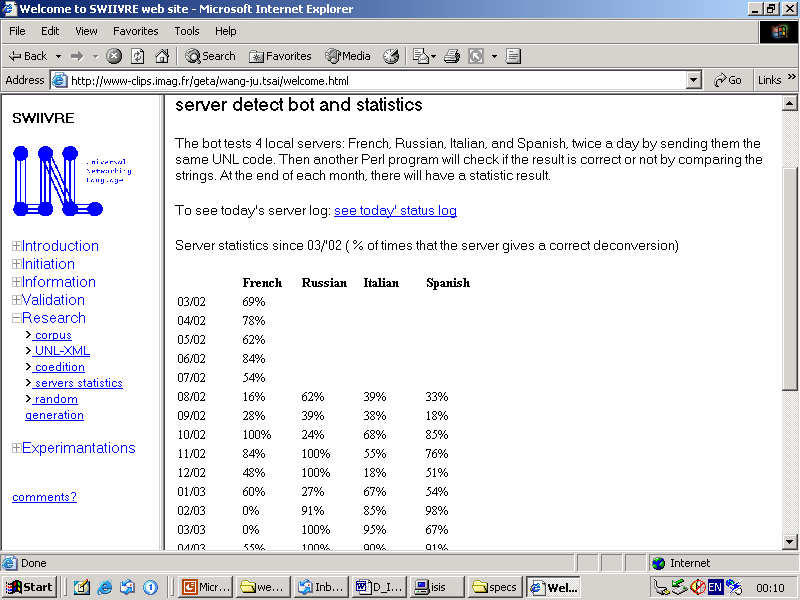 Welcome to SWIIVRE web site - Microsoft Internet Explorer
File Edit View Favorites Tools Help
Back Search Favorites Media
Address http://www-clips.imag.fr/geta/wang-ju.tsai/welcome.html Go Links »
SWIIVRE
Universal
Networking
Language
Introduction
Initiation
Information
Validation
Research
> corpus
> UNL-XML
> coedition
> servers statistics
> random
generation
Experimantations
comments?
server detect bot and statistics
The bot tests 4 local servers: French, Russian, Italian, and Spanish, twice a day by sending them the
same UNL code. Then another Perl program will check if the result is correct or not by comparing the
strings. At the end of each month, there will have a statistic result.
To see today's server log: see today' status log
Server statistics since 03/'02 ( % of times that the server gives a correct deconversion)
French Russian Italian Spanish
03/02 69%
04/02 78%
05/02 62%
06/02 84%
07/02 54%
08/02 16% 62% 39% 33%
09/02 28% 39% 38% 18%
10/02 100% 24% 68% 85%
11/02 84% 100% 55% 76%
12/02 48% 100% 18% 51%
01/03 60% 27% 67% 54%
02/03 0% 91% 85% 98%
03/03 0% 100% 95% 67%
04/03 55% 100% 90% 91%
Done Internet
Start Micr... we... Inb... D_I... isis specs Wel... EN 00:10